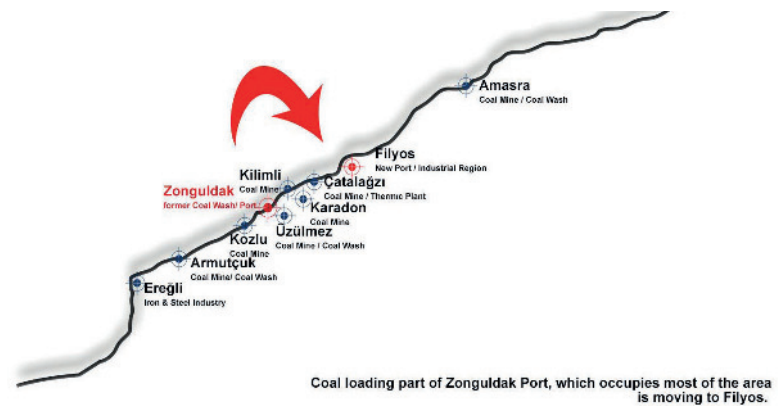 Amasra
Coal Mine / Coal Wash
Filyos
New Port / Industrial Region
Kilimli
Coal Mine
Çatalağzı
Coal Mine / Thermic Plant
Zonguldak
former Coal Wash/ Port
Karadon
Coal Mine
Üzülmez
Coal Mine / Coal Wash
Kozlu
Coal Mine
Armutçuk
Coal Mine/ Coal Wash
Ereğli
Iron & Steel Industry
Coal loading part of Zonguldak Port, which occupies most of the area
is moving to Filyos.